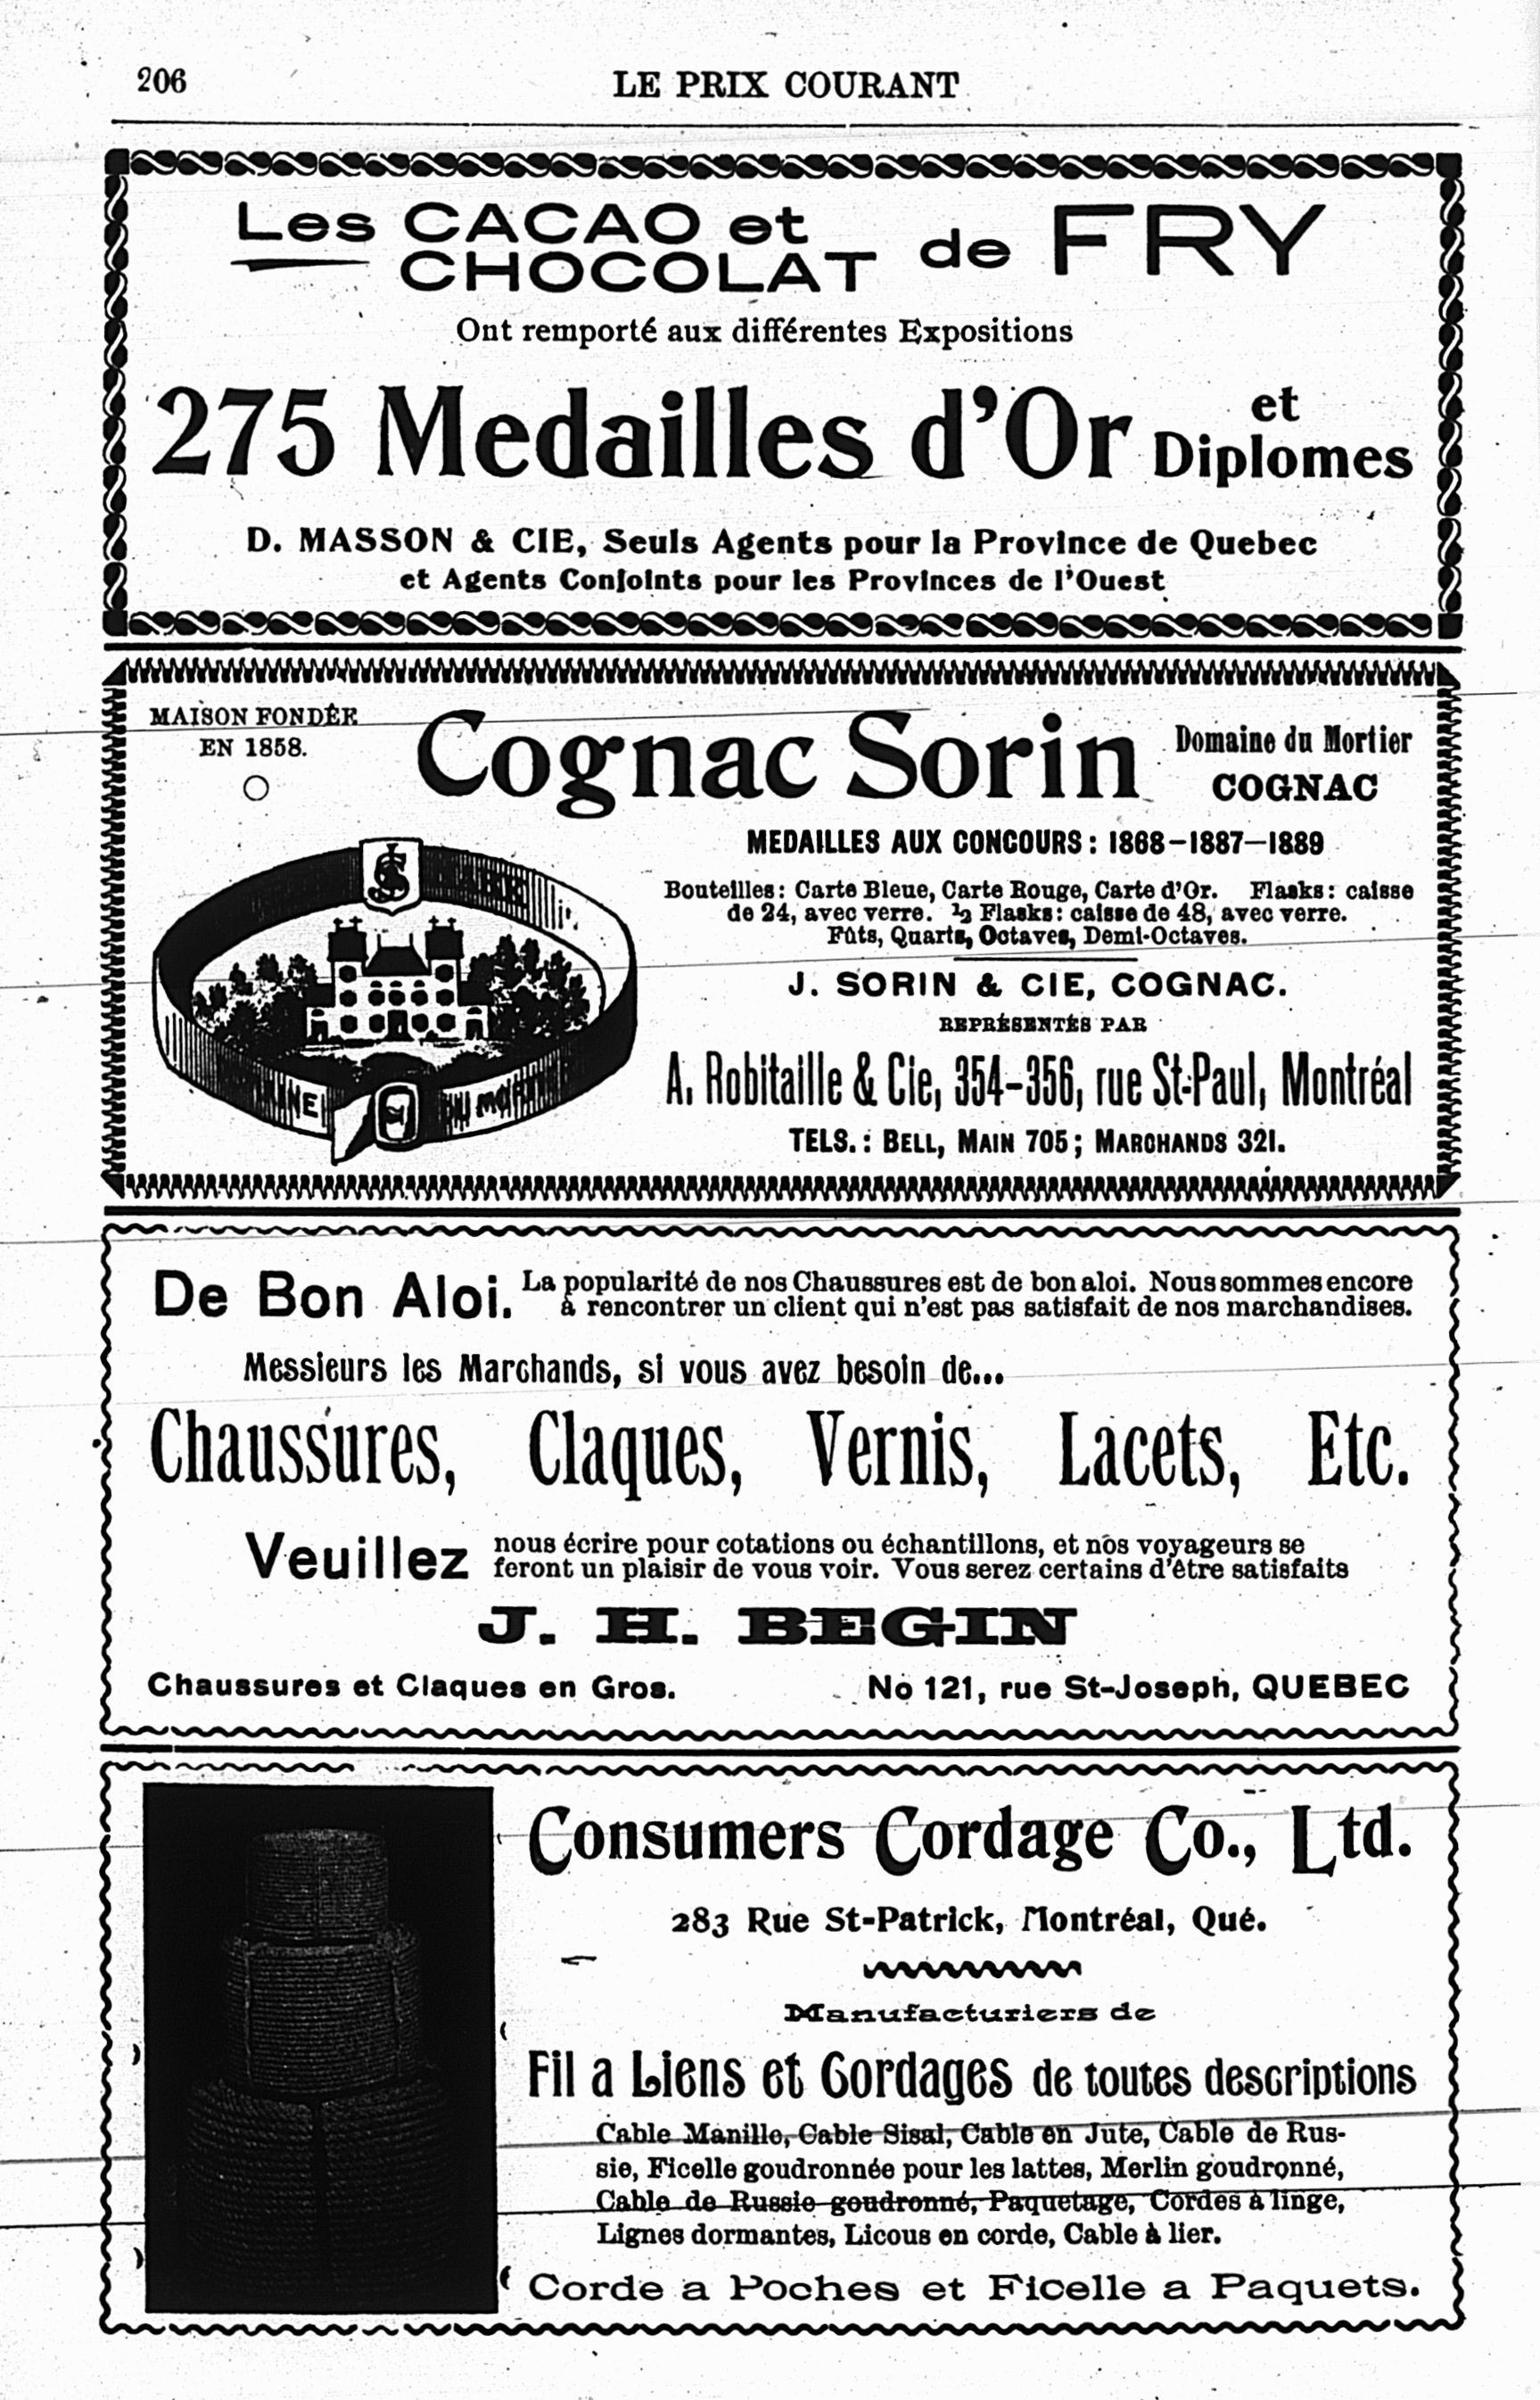 206
LE PRIX COURANT
Les CACAO et CHOCOLAT de FRY
Ont remporté aux différentes Expositions
275 Medailles d'Or et Diplomes
D. MASSON & CIE, Seuls Agents pour la Province de Quebec
et Agents Conjoints pour les Provinces de l'Ouest
MAISON FONDÉE
EN 1858.
Cognac Sorin
Domaine du Mortier
COGNAC
MEDAILLES AUX CONCOURS : 1868-1887-1889
Bouteilles: Carte Bleue, Carte Rouge, Carte d'Or. Flasks: caisse
de 24, avec verre. ½ Flasks: caisse de 48, avec verre.
Fûts, Quarts, Octaves, Demi-Octaves.
J. SORIN & CIE, COGNAC.
REPRÉSENTÉS PAR
A. Robitaille & Cie, 354-356, rue St-Paul, Montréal
TELS. : BELL, MAIN 705 ; MARCHANDS 321.
De Bon Aloi.
La popularité de nos Chaussures est de bon aloi. Nous sommes encore
à rencontrer un client qui n'est pas satisfait de nos marchandises.
Messieurs les Marchands, si vous avez besoin de...
Chaussures, Claques, Vernis, Lacets, Etc.
Veuillez
nous écrire pour cotations ou échantillons, et nos voyageurs se
feront un plaisir de vous voir. Vous serez certains d'être satisfaits
J. H. BEGIN
Chaussures et Claques en Gros.
No 121, rue St-Joseph, QUEBEC
Consumers Cordage Co., Ltd.
283 Rue St-Patrick, Montréal, Qué.
Manufacturiers de
Fil a Liens et Cordages de toutes descriptions
Cable Manille, Cable Sisal, Cable en Jute, Cable de Rus-
sie, Ficelle goudronnée pour les lattes, Merlin goudronné,
Cable de Russie goudronné, Paquetage, Cordes à linge,
Lignes dormantes, Licous en corde, Cable à lier.
Corde a Poches et Ficelle a Paquets.